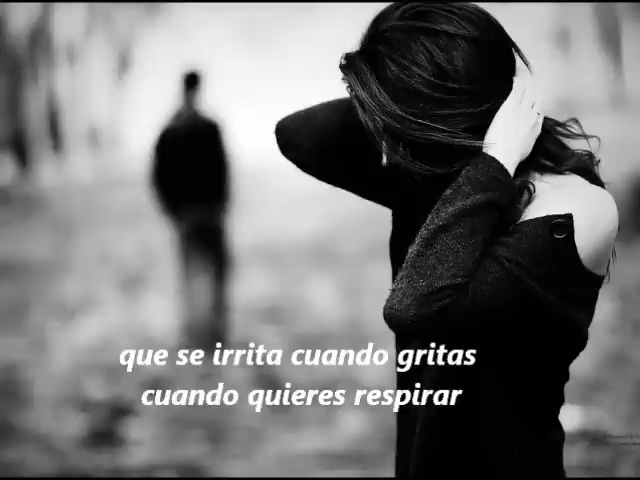 que se irrita cuando gritas
cuando quieres respirar